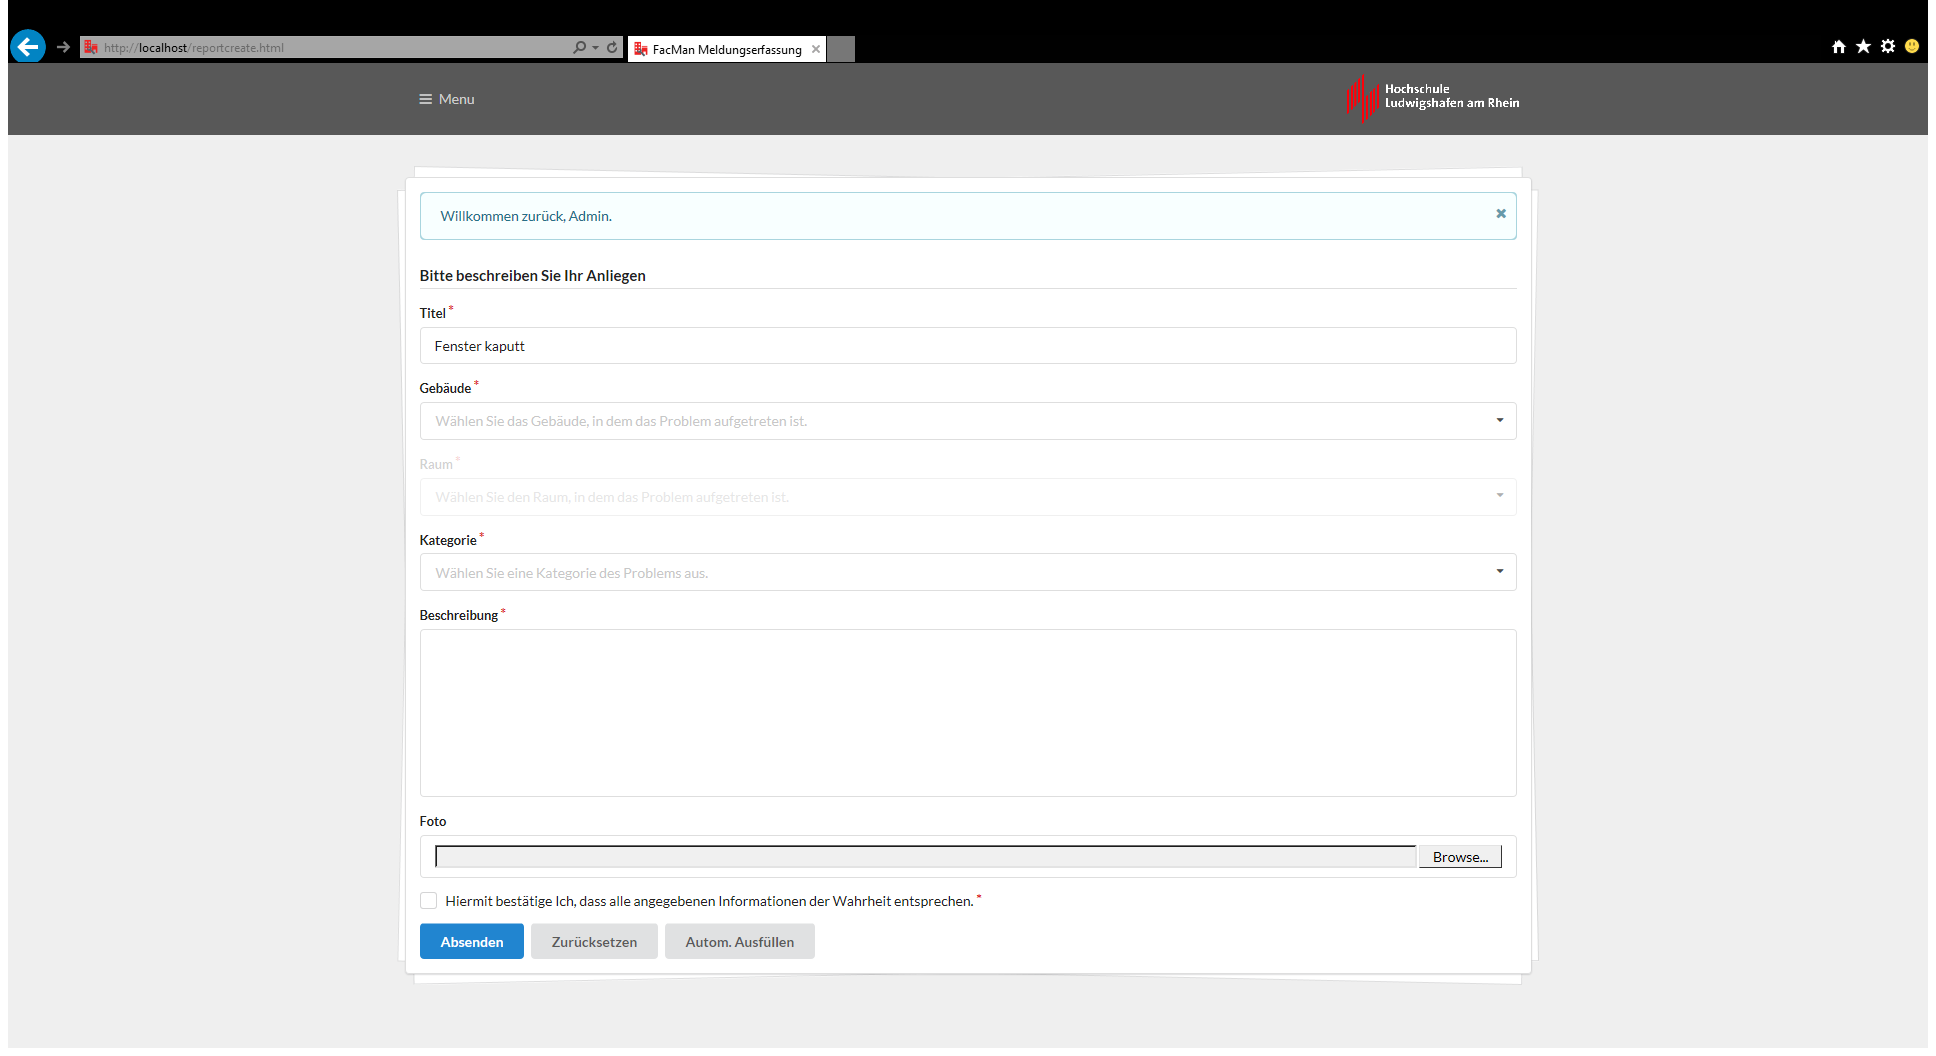 http://localhost/reportcreate.html
FacMan Meldungserfassung
Menu
Hochschule
Ludwigshafen am Rhein
Willkommen zurück, Admin.
Bitte beschreiben Sie Ihr Anliegen
Titel *
Fenster kaputt
Gebäude *
Wählen Sie das Gebäude, in dem das Problem aufgetreten ist.
Raum *
Wählen Sie den Raum, in dem das Problem aufgetreten ist.
Kategorie *
Wählen Sie eine Kategorie des Problems aus.
Beschreibung *
Foto
Browse...
Hiermit bestätige Ich, dass alle angegebenen Informationen der Wahrheit entsprechen. *
Absenden
Zurücksetzen
Autom. Ausfüllen